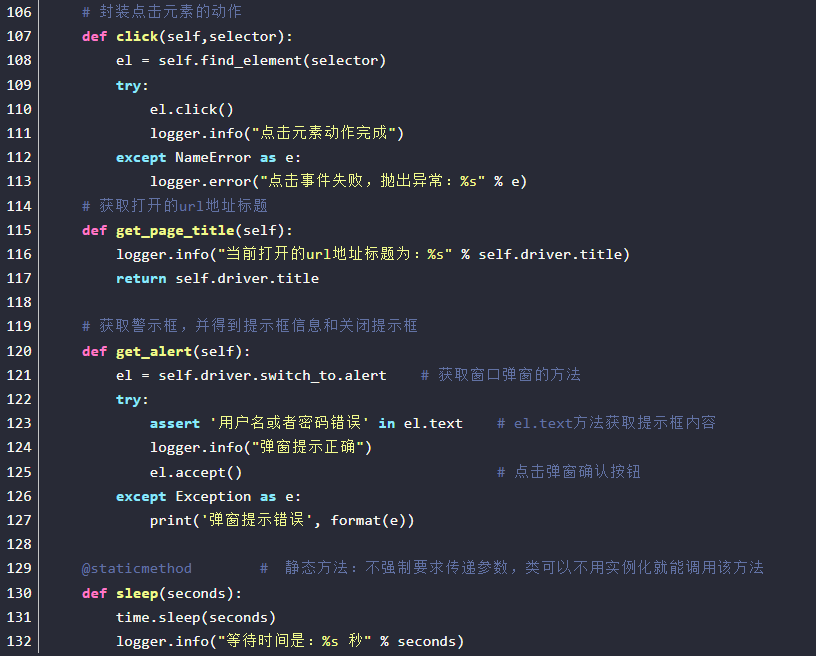 106 # 封装点击元素的动作
107 def click(self,selector):
108 el = self.find_element(selector)
109 try:
110 el.click()
111 logger.info("点击元素动作完成")
112 except NameError as e:
113 logger.error("点击事件失败，抛出异常：%s" % e)
114 # 获取打开的url地址标题
115 def get_page_title(self):
116 logger.info("当前打开的url地址标题为：%s" % self.driver.title)
117 return self.driver.title
118
119 # 获取警示框，并得到提示框信息和关闭提示框
120 def get_alert(self):
121 el = self.driver.switch_to.alert # 获取窗口弹窗的方法
122 try:
123 assert '用户名或者密码错误' in el.text # el.text方法获取提示框内容
124 logger.info("弹窗提示正确")
125 el.accept() # 点击弹窗确认按钮
126 except Exception as e:
127 print('弹窗提示错误', format(e))
128
129 @staticmethod # 静态方法：不强制要求传递参数，类可以不用实例化就能调用该方法
130 def sleep(seconds):
131 time.sleep(seconds)
132 logger.info("等待时间是：%s 秒" % seconds)